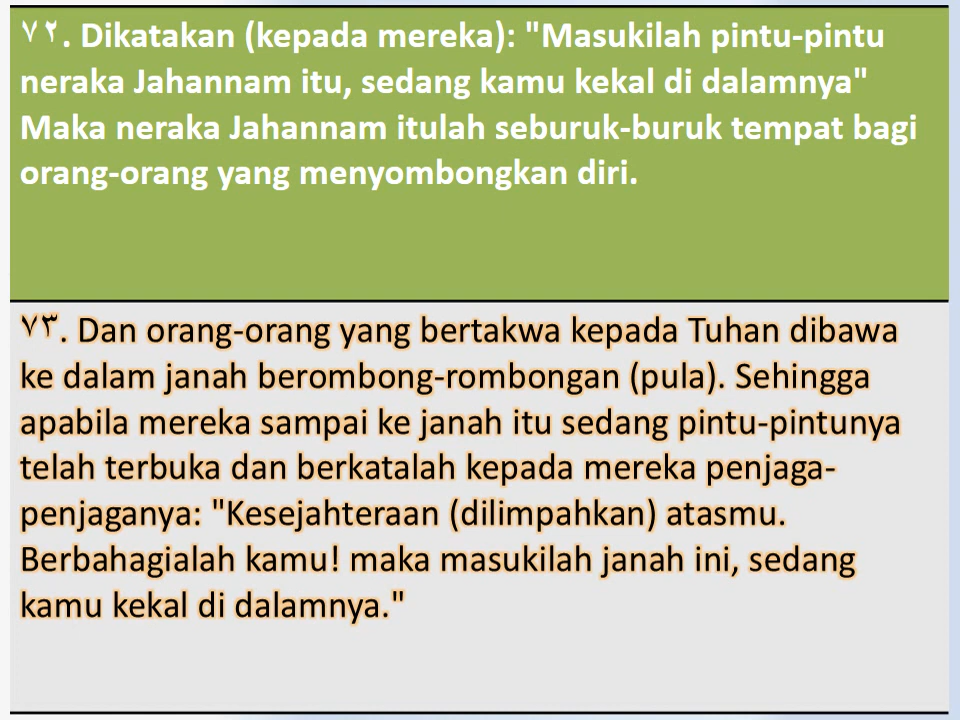 ٧٢. Dikatakan (kepada mereka): "Masukilah pintu-pintu
neraka Jahannam itu, sedang kamu kekal di dalamnya"
Maka neraka Jahannam itulah seburuk-buruk tempat bagi
orang-orang yang menyombongkan diri.
٧٣. Dan orang-orang yang bertakwa kepada Tuhan dibawa
ke dalam janah berombong-rombongan (pula). Sehingga
apabila mereka sampai ke janah itu sedang pintu-pintunya
telah terbuka dan berkatalah kepada mereka penjaga-
penjaganya: "Kesejahteraan (dilimpahkan) atasmu.
Berbahagialah kamu! maka masukilah janah ini, sedang
kamu kekal di dalamnya."